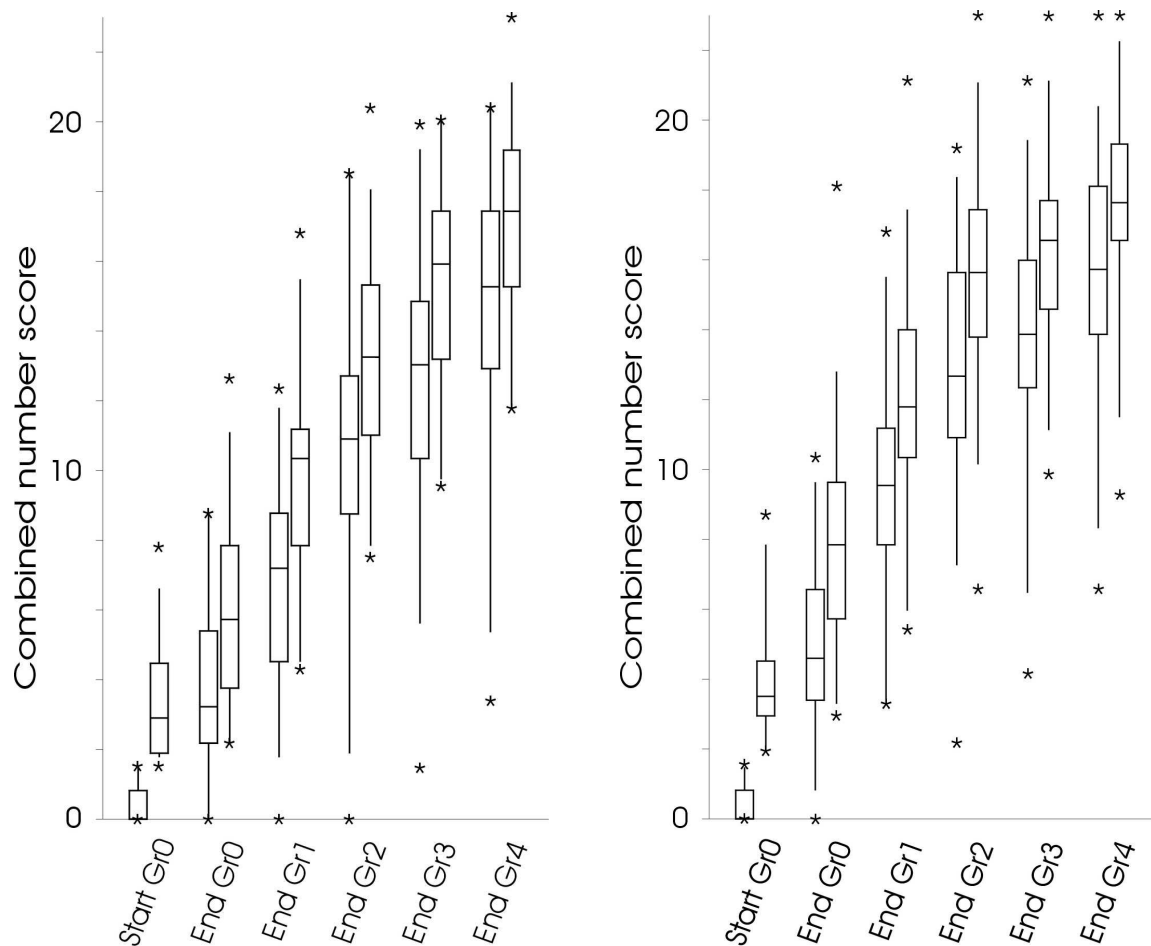 Combined number score
20
10
0
Start Gr0
End Gr0
End Gr1
End Gr2
End Gr3
End Gr4
Combined number score
20
10
0
Start Gr0
End Gr0
End Gr1
End Gr2
End Gr3
End Gr4